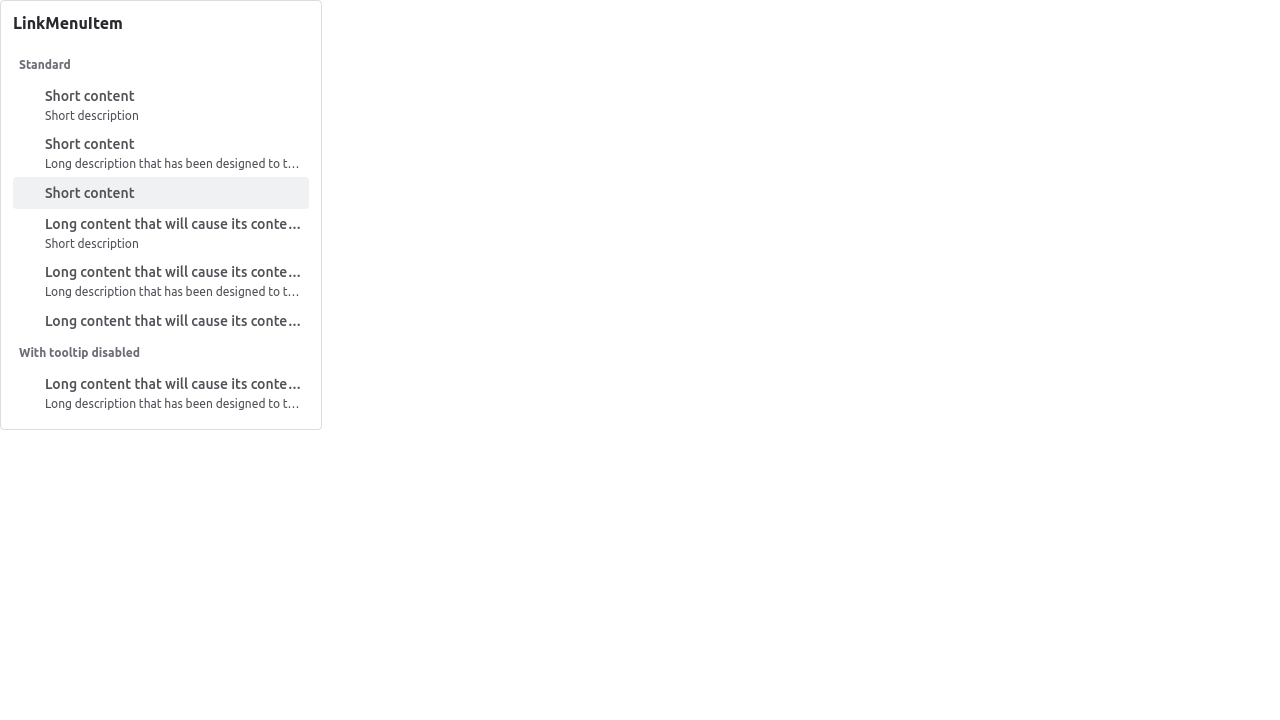 LinkMenuItem
Standard
Short content
Short description
Short content
Long description that has been designed to t…
Short content
Long content that will cause its conte…
Short description
Long content that will cause its conte…
Long description that has been designed to t…
Long content that will cause its conte…
With tooltip disabled
Long content that will cause its conte…
Long description that has been designed to t…